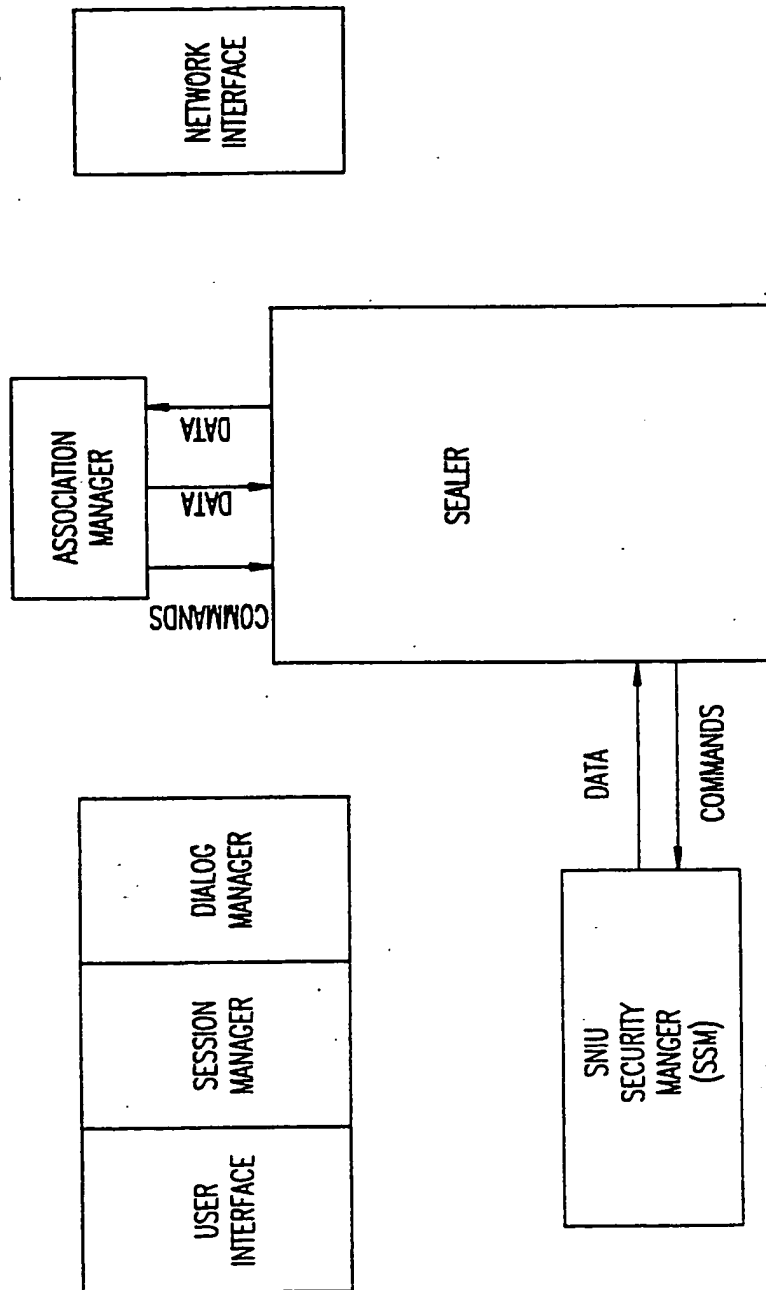 USER
INTERFACE
SESSION
MANAGER
DIALOG
MANAGER
ASSOCIATION
MANAGER
NETWORK
INTERFACE
COMMANDS
DATA
DATA
SEALER
DATA
COMMANDS
SNIU
SECURITY
MANGER
(SSM)